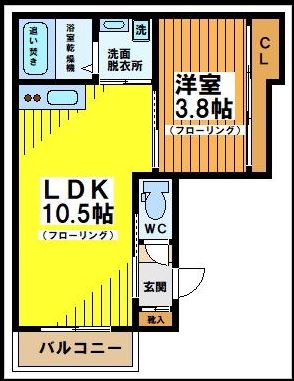 追い焚き
浴室乾燥機
洗面
脱衣所
洗
洋室
3.8帖
(フローリング)
CL
LDK
10.5帖
(フローリング)
WC
玄関
靴入
バルコニー